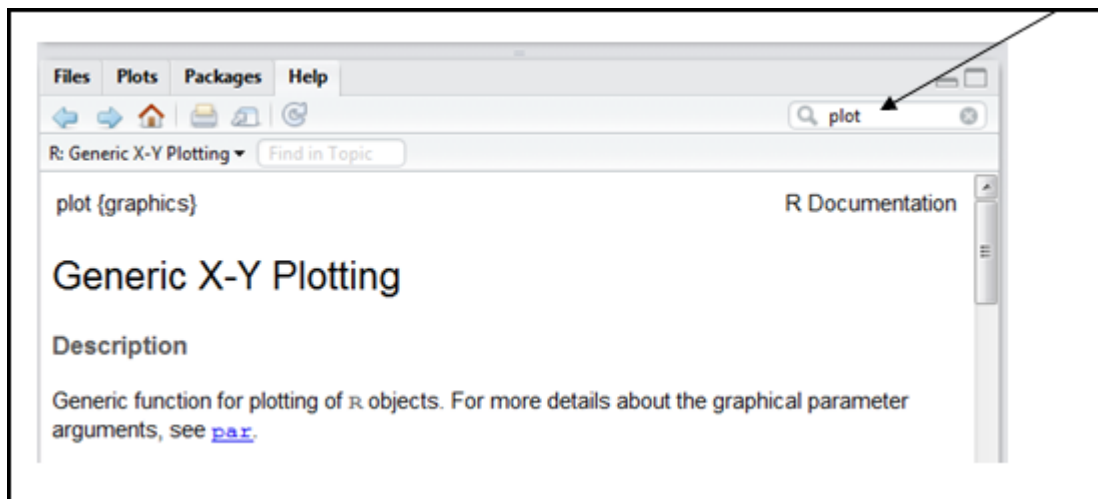 Files Plots Packages Help
plot
R: Generic X-Y Plotting Find in Topic
plot {graphics} R Documentation
Generic X-Y Plotting
Description
Generic function for plotting of R objects. For more details about the graphical parameter
arguments, see par.